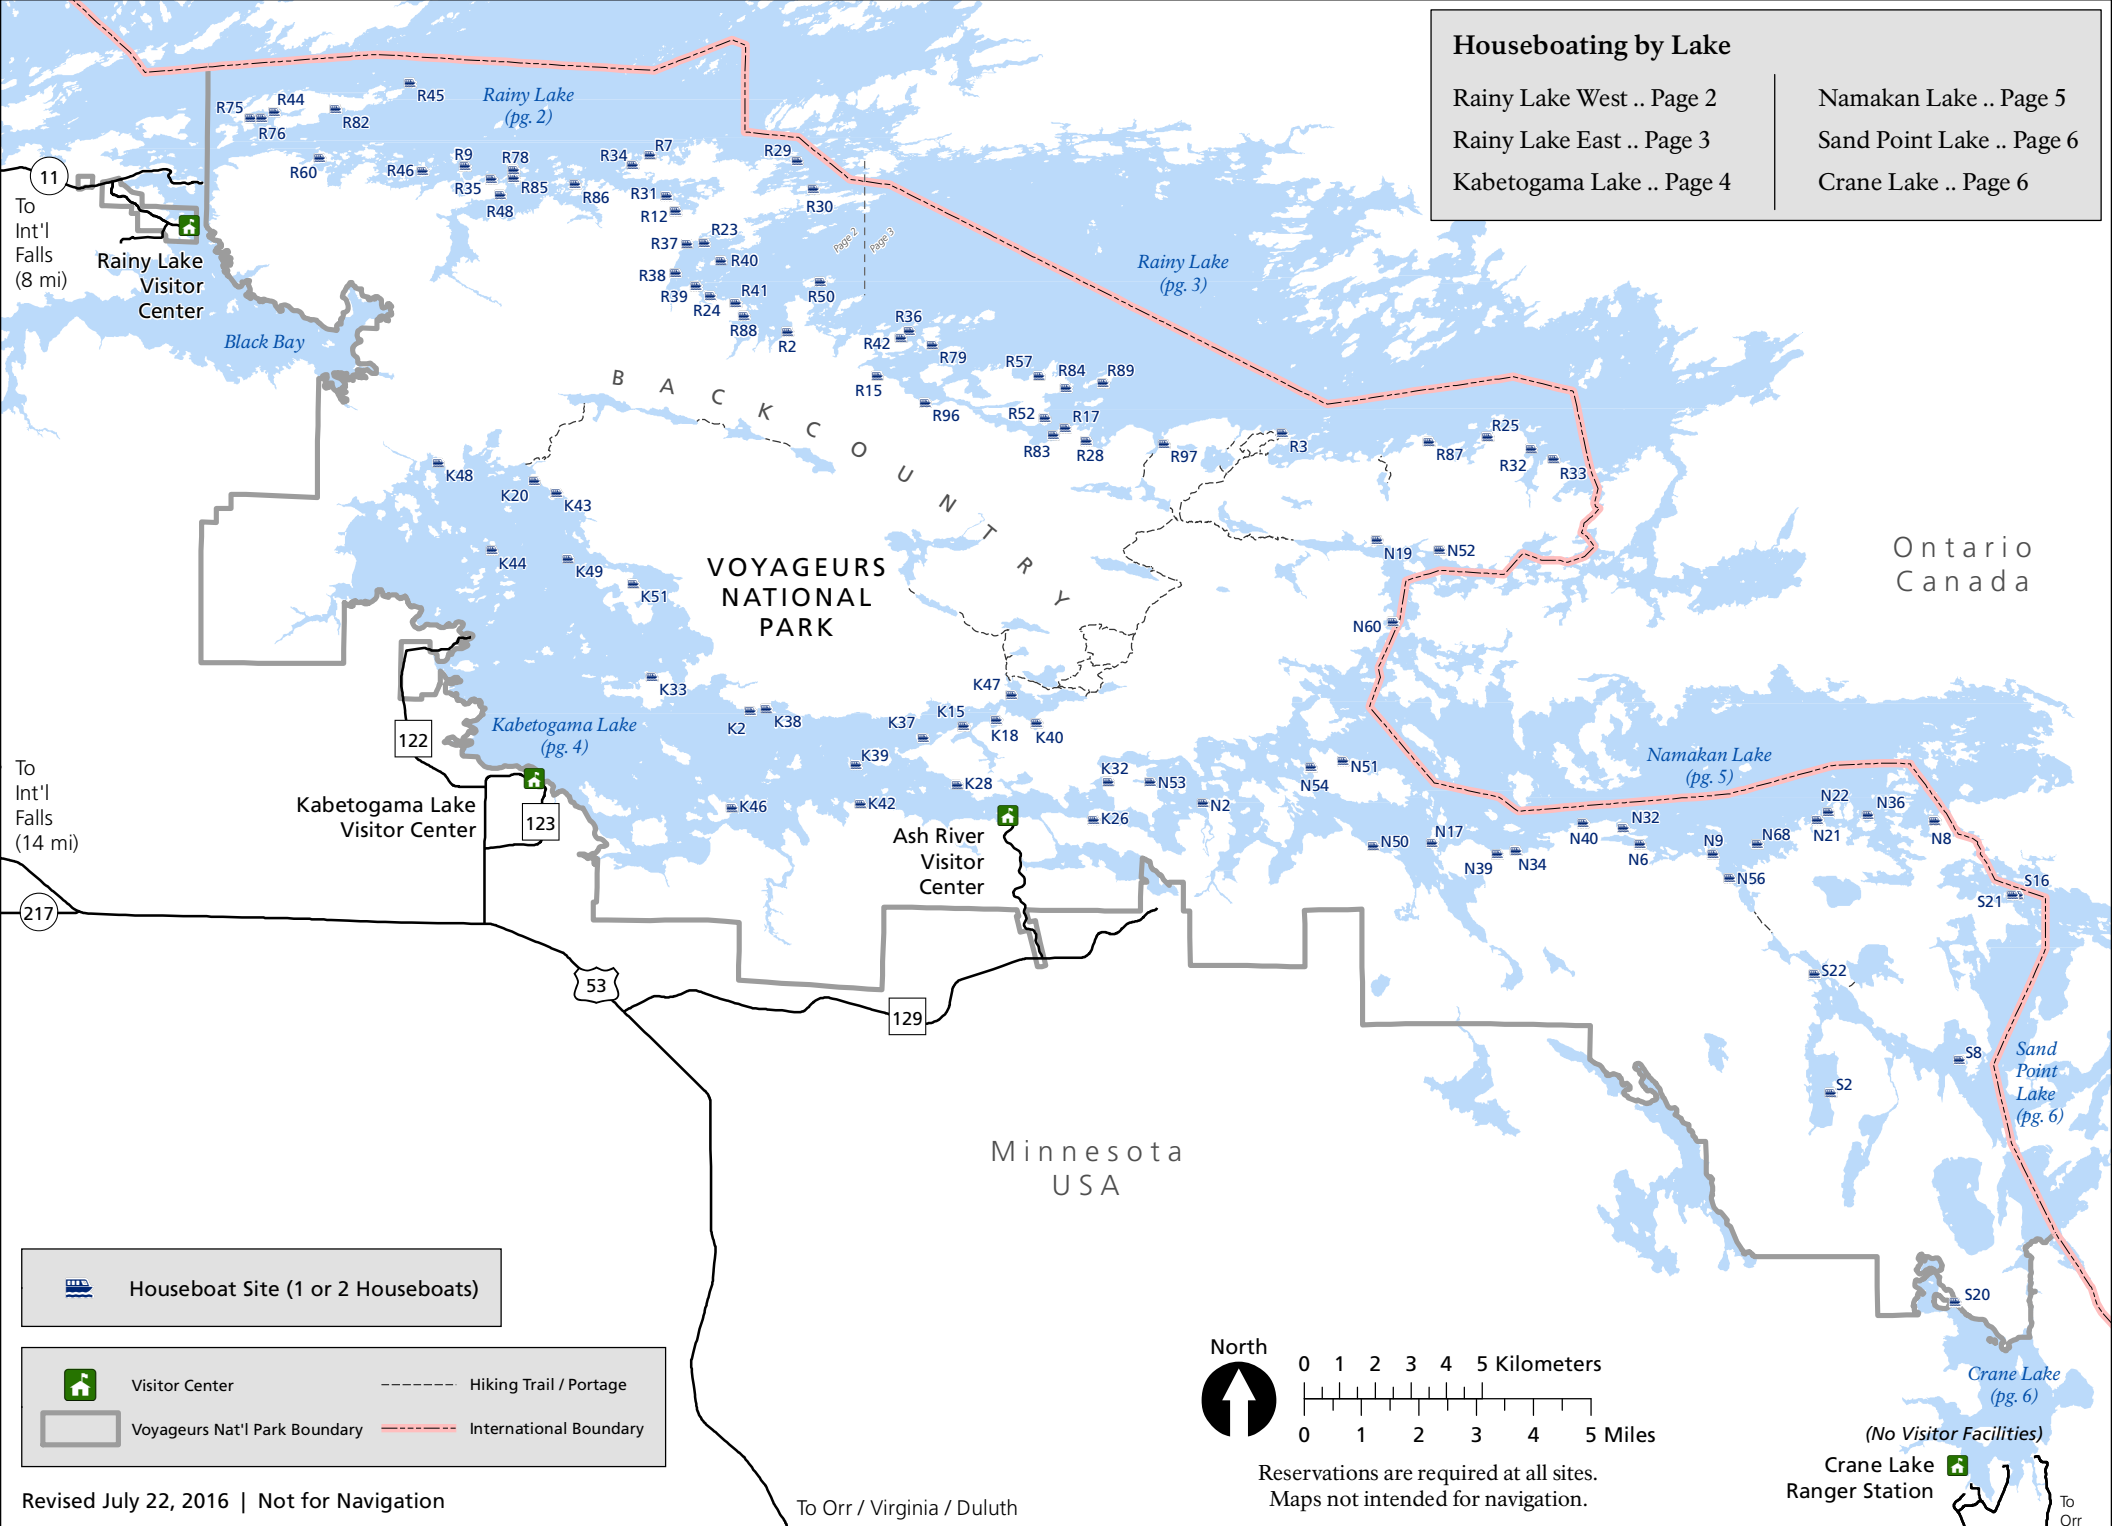 Houseboating by Lake
Rainy Lake West .. Page 2
Rainy Lake East .. Page 3
Kabetogama Lake .. Page 4
Namakan Lake .. Page 5
Sand Point Lake .. Page 6
Crane Lake .. Page 6
Rainy Lake
(pg. 2)
R45
R44
R75
R76
R82
R60
R46
R9
R78
R35
R85
R48
R86
R34
R7
R29
R31
R30
R12
R23
R37
R40
R38
R39
R41
R24
R50
R88
R2
Page 2
Page 3
11
To
Int'l
Falls
(8 mi)
Rainy Lake
Visitor
Center
Black Bay
Rainy Lake
(pg. 3)
R36
R42
R79
R15
R96
R57
R84
R89
R52
R17
R83
R28
R97
R3
R87
R25
R32
R33
BACKCOUNTRY
VOYAGEURS
NATIONAL
PARK
Ontario
Canada
K48
K20
K43
K44
K49
K51
K33
K2
K38
K37
K15
K47
K18
K40
K39
K28
K32
K26
K46
K42
Kabetogama Lake
(pg. 4)
122
123
Kabetogama Lake
Visitor Center
Ash River
Visitor
Center
To
Int'l
Falls
(14 mi)
217
53
129
N19
N52
N60
N51
N54
N53
N2
N50
N17
N39
N34
N40
N32
N6
N9
N68
N56
N22
N21
N36
N8
Namakan Lake
(pg. 5)
S16
S21
S22
S8
S2
Sand
Point
Lake
(pg. 6)
S20
Minnesota
USA
Crane Lake
(pg. 6)
(No Visitor Facilities)
Crane Lake
Ranger Station
To
Orr
Houseboat Site (1 or 2 Houseboats)
Visitor Center
Hiking Trail / Portage
Voyageurs Nat'l Park Boundary
International Boundary
Revised July 22, 2016 | Not for Navigation
To Orr / Virginia / Duluth
North
0 1 2 3 4 5 Kilometers
0 1 2 3 4 5 Miles
Reservations are required at all sites.
Maps not intended for navigation.